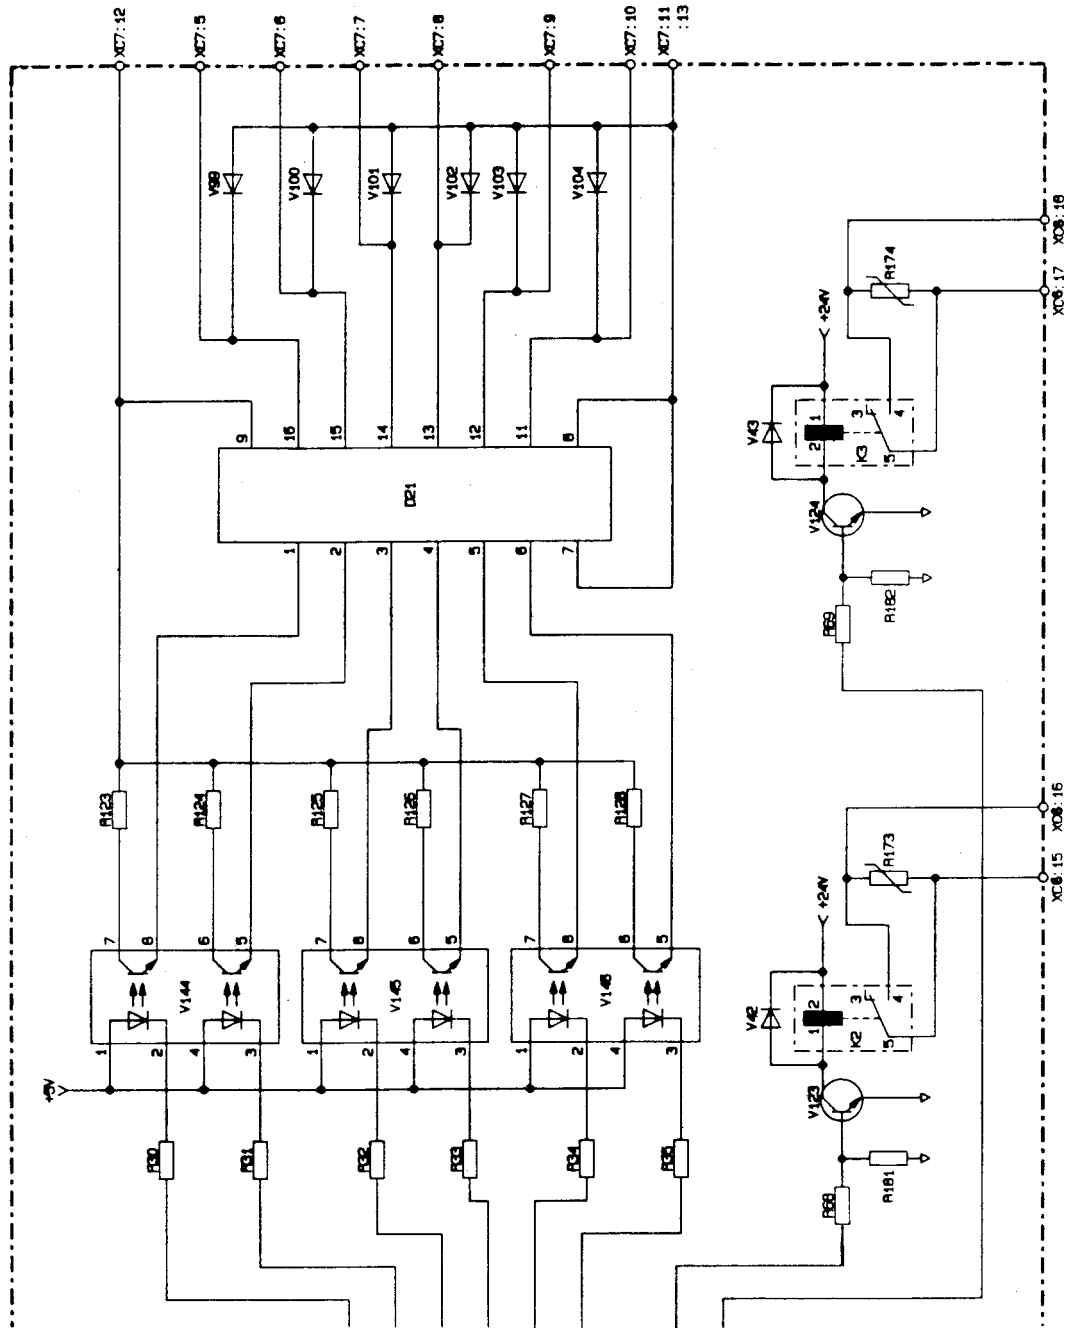 XC7:12
XC7:5
XC7:6
XC7:7
XC7:8
XC7:9
XC7:10
XC7:11
:13
V99
V100
V101
V102
V103
V104
XC6:18
XC6:17
R174
+24V
V43
1
2
3
4
5
K3
V124
R182
R69
9
16
15
14
13
12
11
8
D21
1
2
3
4
5
6
7
R123
R124
R125
R126
R127
R128
XC6:16
XC6:15
R173
+24V
V42
2
1
3
4
5
K2
V123
R181
R68
7
8
6
5
7
8
6
5
7
8
6
5
V144
V145
V146
1
2
4
3
1
2
4
3
1
2
4
3
+5V
R30
R31
R32
R33
R34
R35